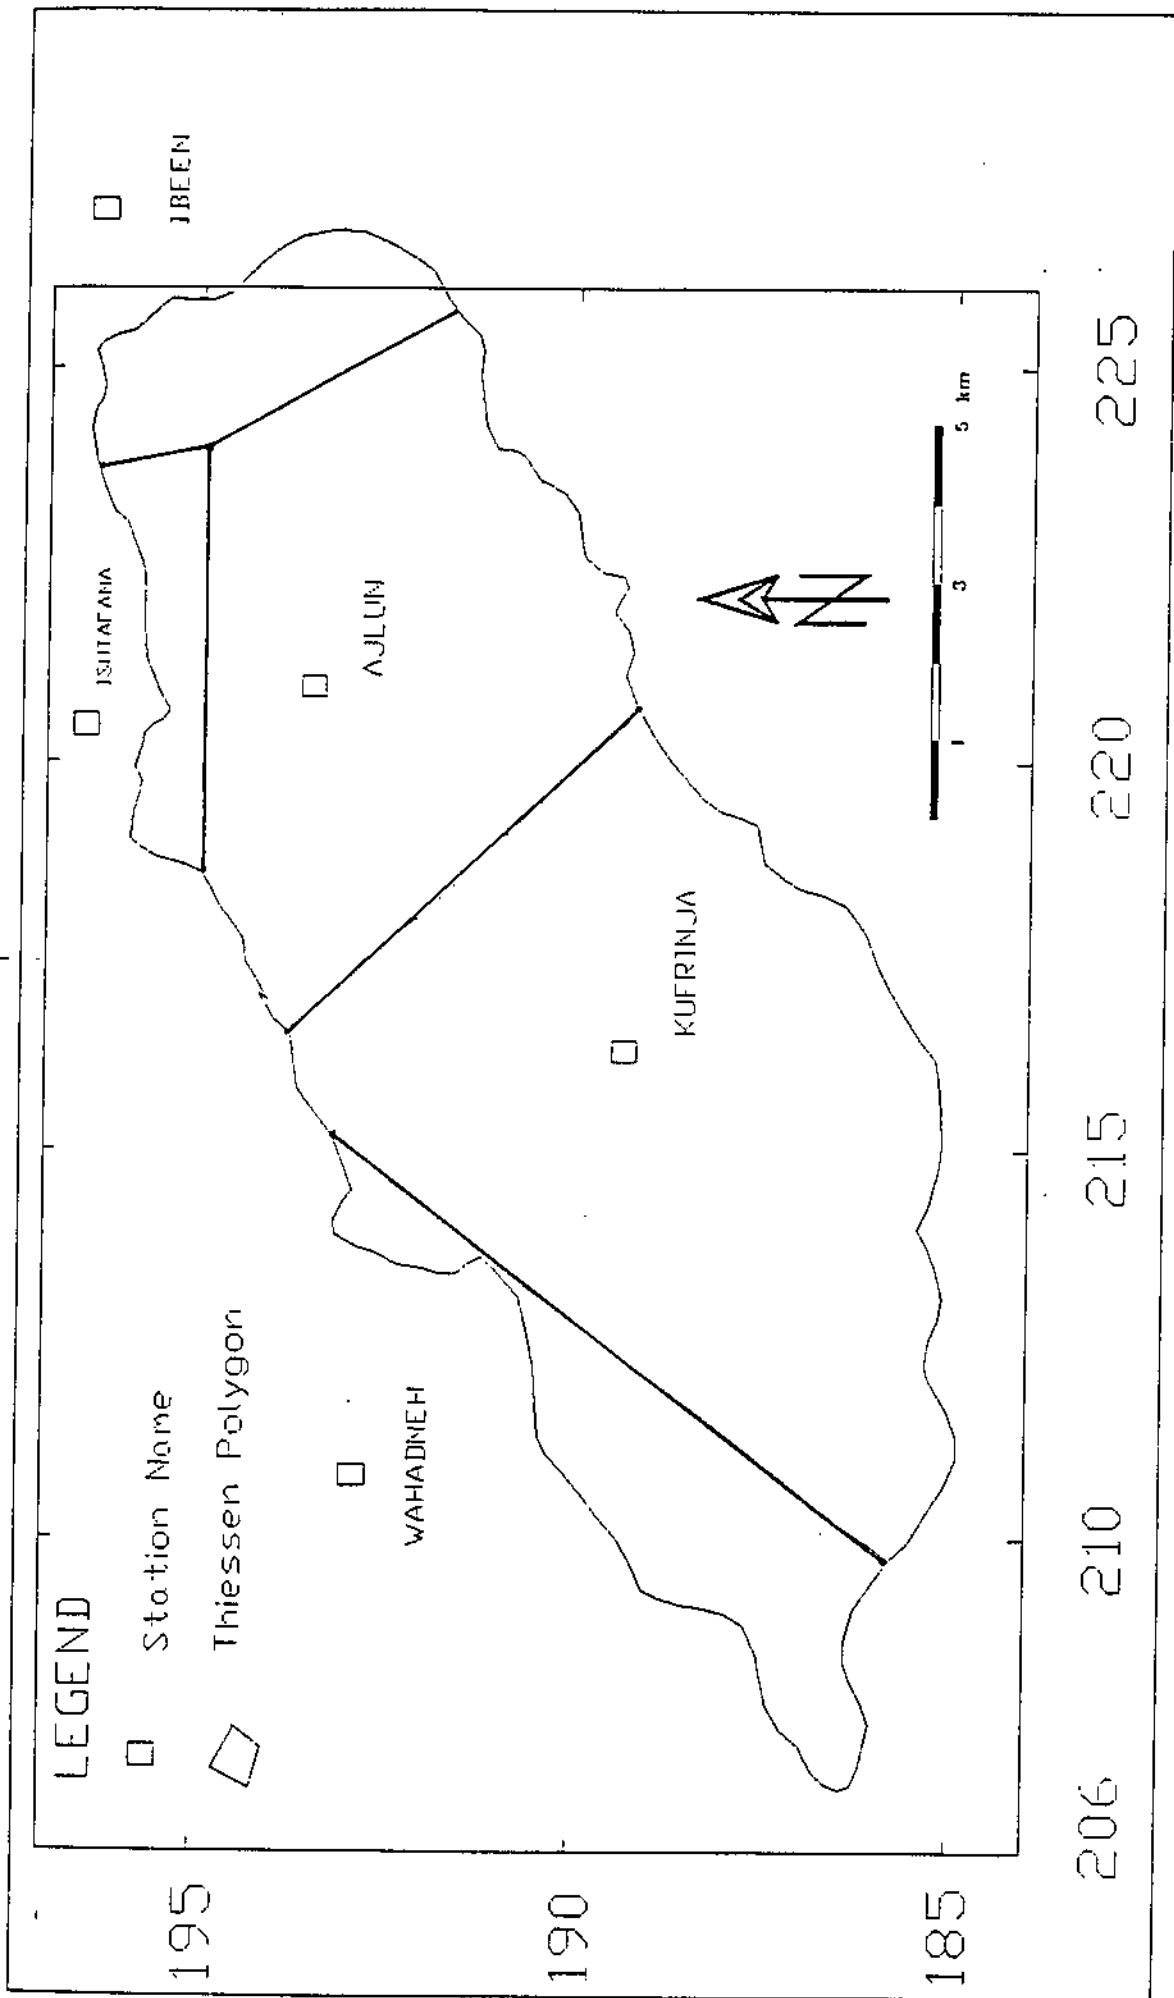 LEGEND
Station Name
Thiessen Polygon
IBEEN
AJLUN
WAHADNEH
KUFRINJA
195
190
185
1
3
5 km
206
210
215
220
225